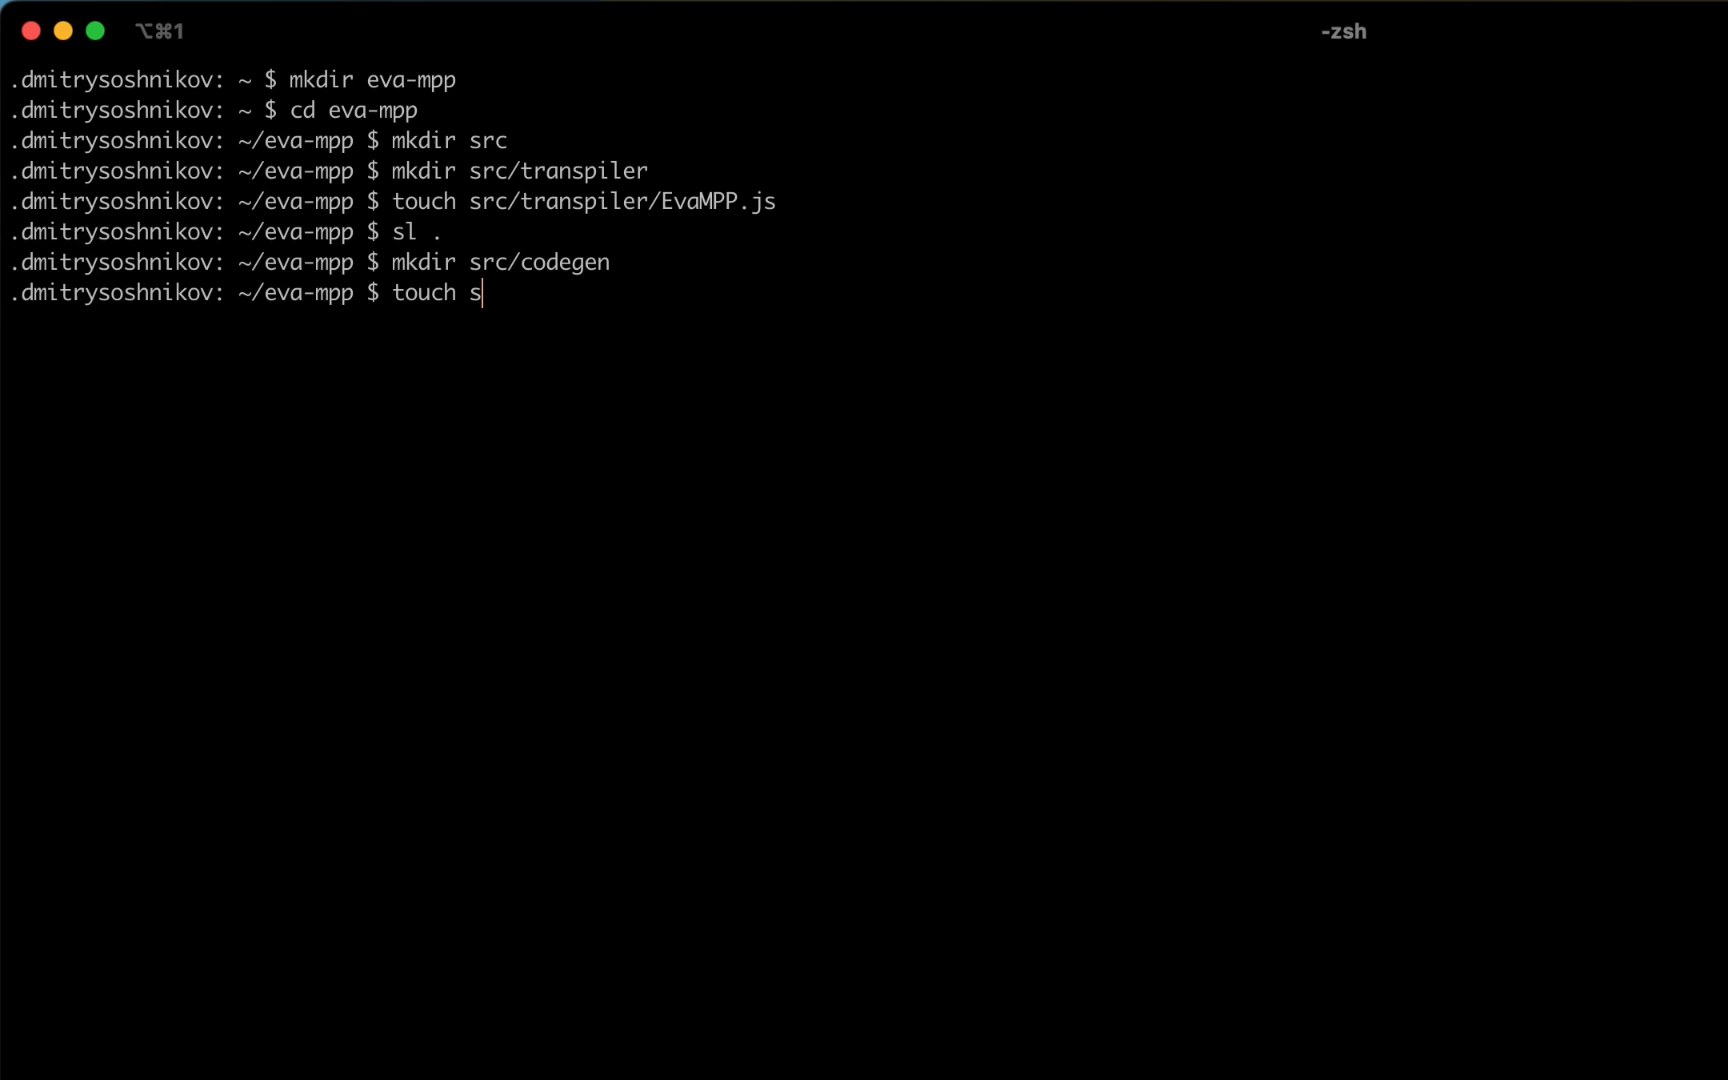 ⌥⌘1
-zsh
.dmitrysoshnikov: ~ $ mkdir eva-mpp
.dmitrysoshnikov: ~ $ cd eva-mpp
.dmitrysoshnikov: ~/eva-mpp $ mkdir src
.dmitrysoshnikov: ~/eva-mpp $ mkdir src/transpiler
.dmitrysoshnikov: ~/eva-mpp $ touch src/transpiler/EvaMPP.js
.dmitrysoshnikov: ~/eva-mpp $ sl .
.dmitrysoshnikov: ~/eva-mpp $ mkdir src/codegen
.dmitrysoshnikov: ~/eva-mpp $ touch s